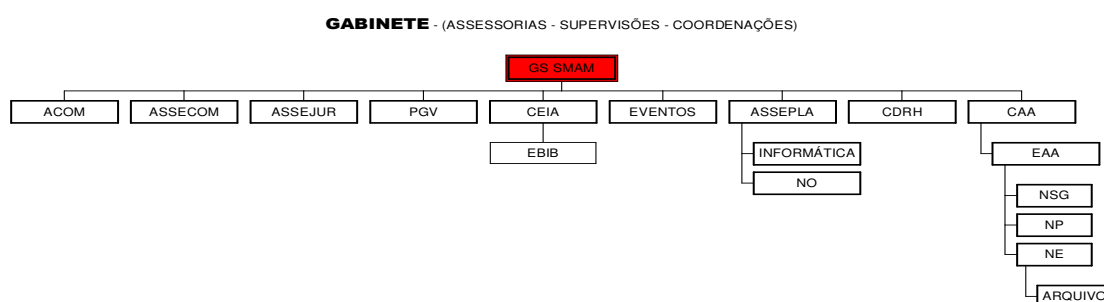 GABINETE - (ASSESSORIAS - SUPERVISÕES - COORDENAÇÕES)
GS SMAM
ACOM ASSECOM ASSEJUR PGV CEIA EVENTOS ASSEPLA CDRH CAA
EBIB INFORMÁTICA EAA
NO
NSG
NP
NE
ARQUIVO